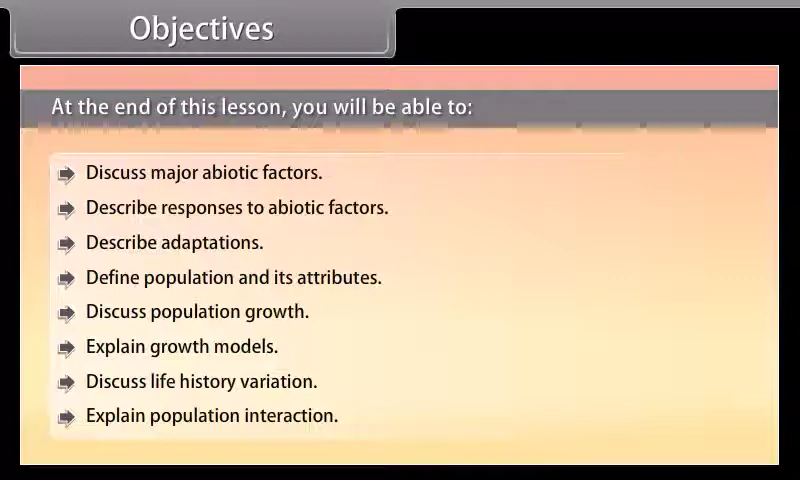 Objectives
At the end of this lesson, you will be able to:
Discuss major abiotic factors.
Describe responses to abiotic factors.
Describe adaptations.
Define population and its attributes.
Discuss population growth.
Explain growth models.
Discuss life history variation.
Explain population interaction.